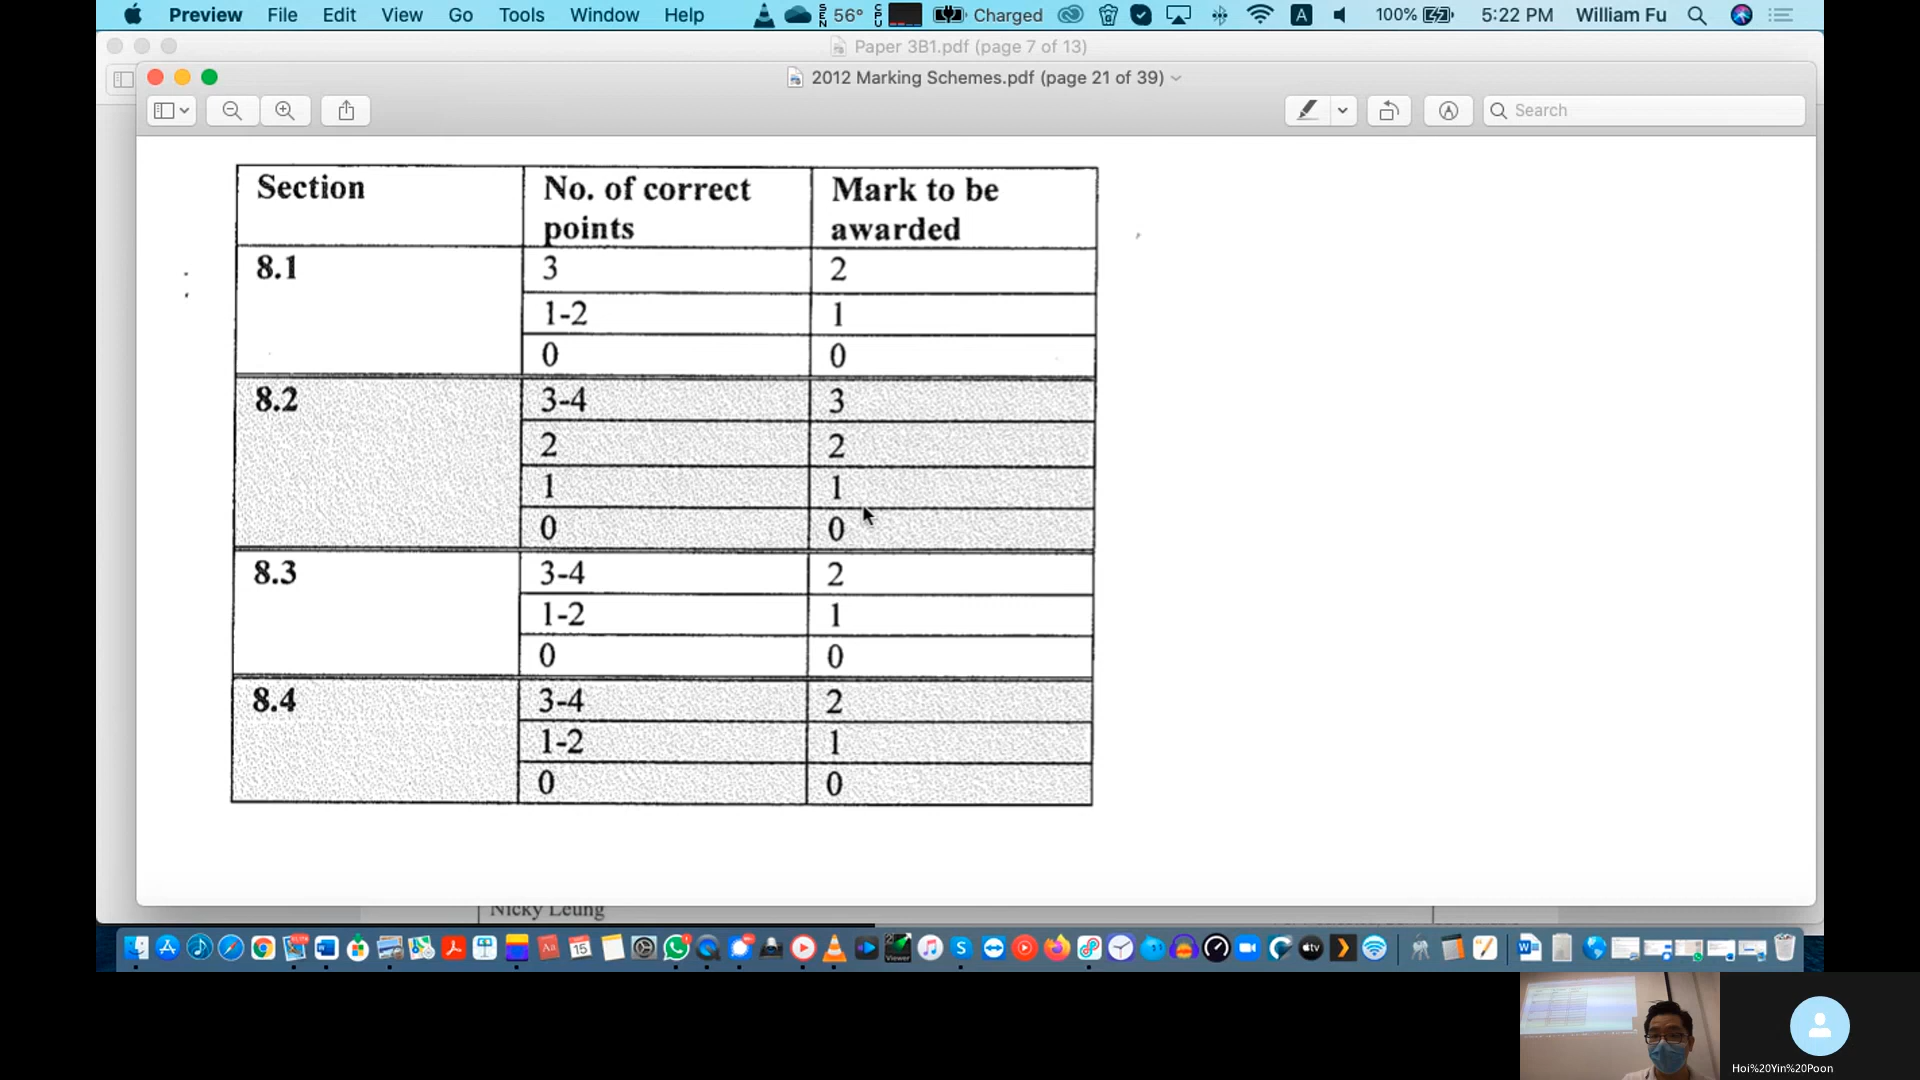 Preview File Edit View Go Tools Window Help
SEN 56° CPU Charged A 100% 5:22 PM William Fu
Paper 3B1.pdf (page 7 of 13)
2012 Marking Schemes.pdf (page 21 of 39)
Search
Section No. of correct points Mark to be awarded
8.1 3 2
1-2 1
0 0
8.2 3-4 3
2 2
1 1
0 0
8.3 3-4 2
1-2 1
0 0
8.4 3-4 2
1-2 1
0 0
Nicky Leung
Hoi%20Yin%20Poon